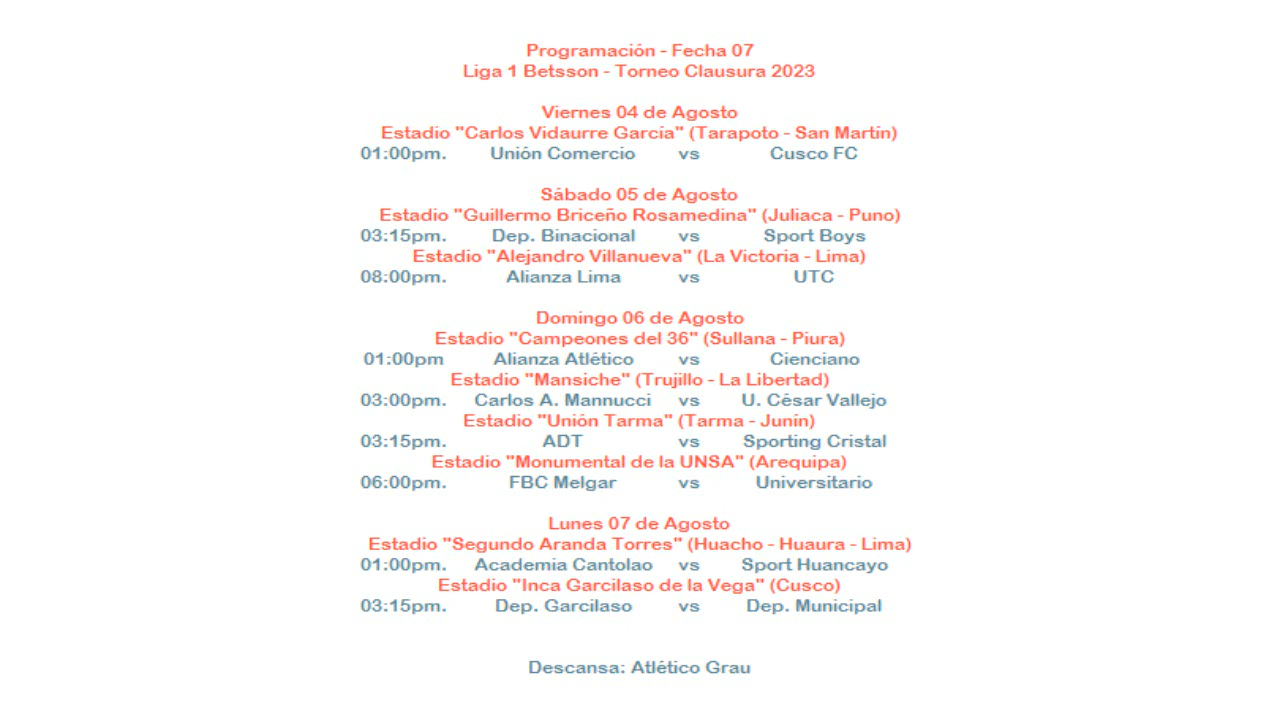 Programación - Fecha 07
Liga 1 Betsson - Torneo Clausura 2023
Viernes 04 de Agosto
Estadio "Carlos Vidaurre García" (Tarapoto - San Martín)
01:00pm. Unión Comercio vs Cusco FC
Sábado 05 de Agosto
Estadio "Guillermo Briceño Rosamedina" (Juliaca - Puno)
03:15pm. Dep. Binacional vs Sport Boys
Estadio "Alejandro Villanueva" (La Victoria - Lima)
08:00pm. Alianza Lima vs UTC
Domingo 06 de Agosto
Estadio "Campeones del 36" (Sullana - Piura)
01:00pm Alianza Atlético vs Cienciano
Estadio "Mansiche" (Trujillo - La Libertad)
03:00pm. Carlos A. Mannucci vs U. César Vallejo
Estadio "Unión Tarma" (Tarma - Junín)
03:15pm. ADT vs Sporting Cristal
Estadio "Monumental de la UNSA" (Arequipa)
06:00pm. FBC Melgar vs Universitario
Lunes 07 de Agosto
Estadio "Segundo Aranda Torres" (Huacho - Huaura - Lima)
01:00pm. Academia Cantolao vs Sport Huancayo
Estadio "Inca Garcilaso de la Vega" (Cusco)
03:15pm. Dep. Garcilaso vs Dep. Municipal
Descansa: Atlético Grau